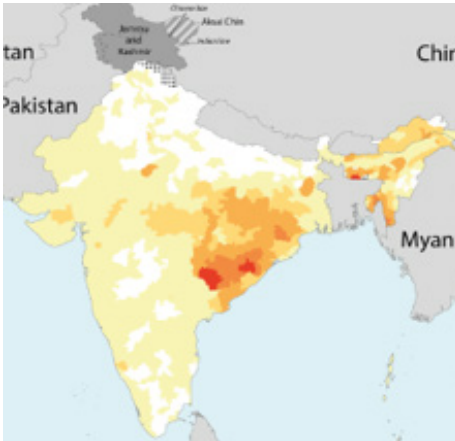 Aksai Chin
Jammu
and
Kashmir
tan
Chin
Pakistan
Myan